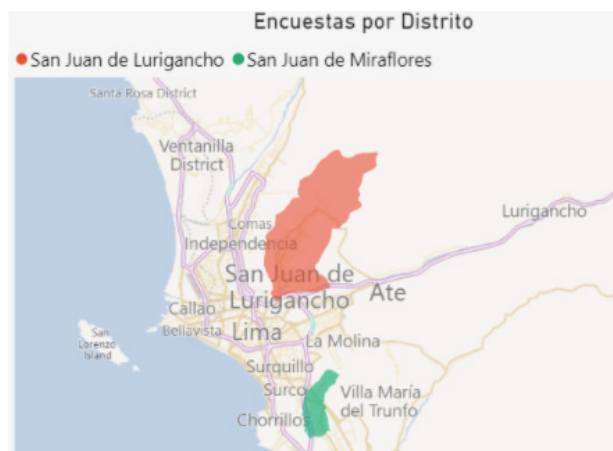 Encuestas por Distrito
San Juan de Lurigancho San Juan de Miraflores
Santa Rosa District
Ventanilla
District
Comas
Independencia
Lurigancho
San Juan de
Lurigancho
Ate
Callao
Bellavista
Lima
San
Lorenzo
Island
La Molina
Surquillo
Surco
Villa María
del Trunfo
Chorrillos